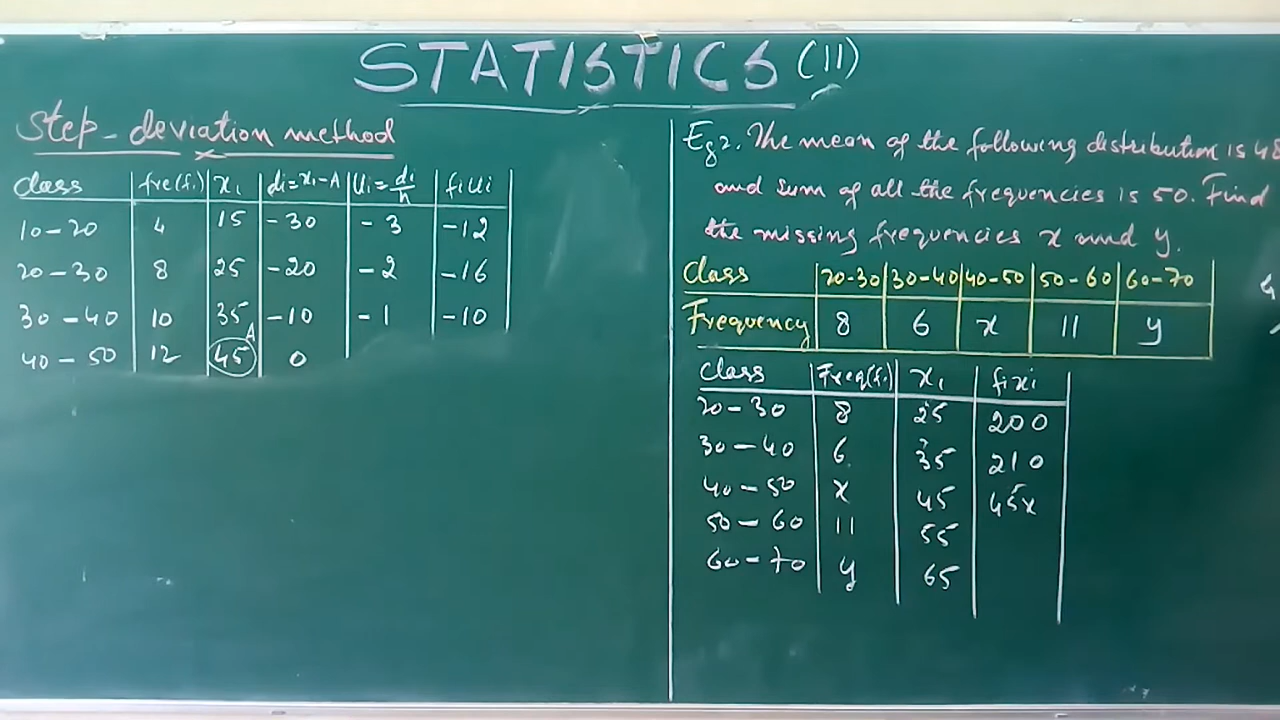 STATISTICS (11)
Step-deviation method
class fre(fi) xi di=xi-A ui=di/h fiui
10-20 4 15 -30 -3 -12
20-30 8 25 -20 -2 -16
30-40 10 35 -10 -1 -10
40-50 12 45 A 0
Eg2. The mean of the following distribution is 48
and sum of all the frequencies is 50. Find
the missing frequencies x and y.
Class 20-30 30-40 40-50 50-60 60-70
Frequency 8 6 x 11 y
class Freq(fi) xi fixi
20-30 8 25 200
30-40 6 35 210
40-50 x 45 45x
50-60 11 55
60-70 y 65